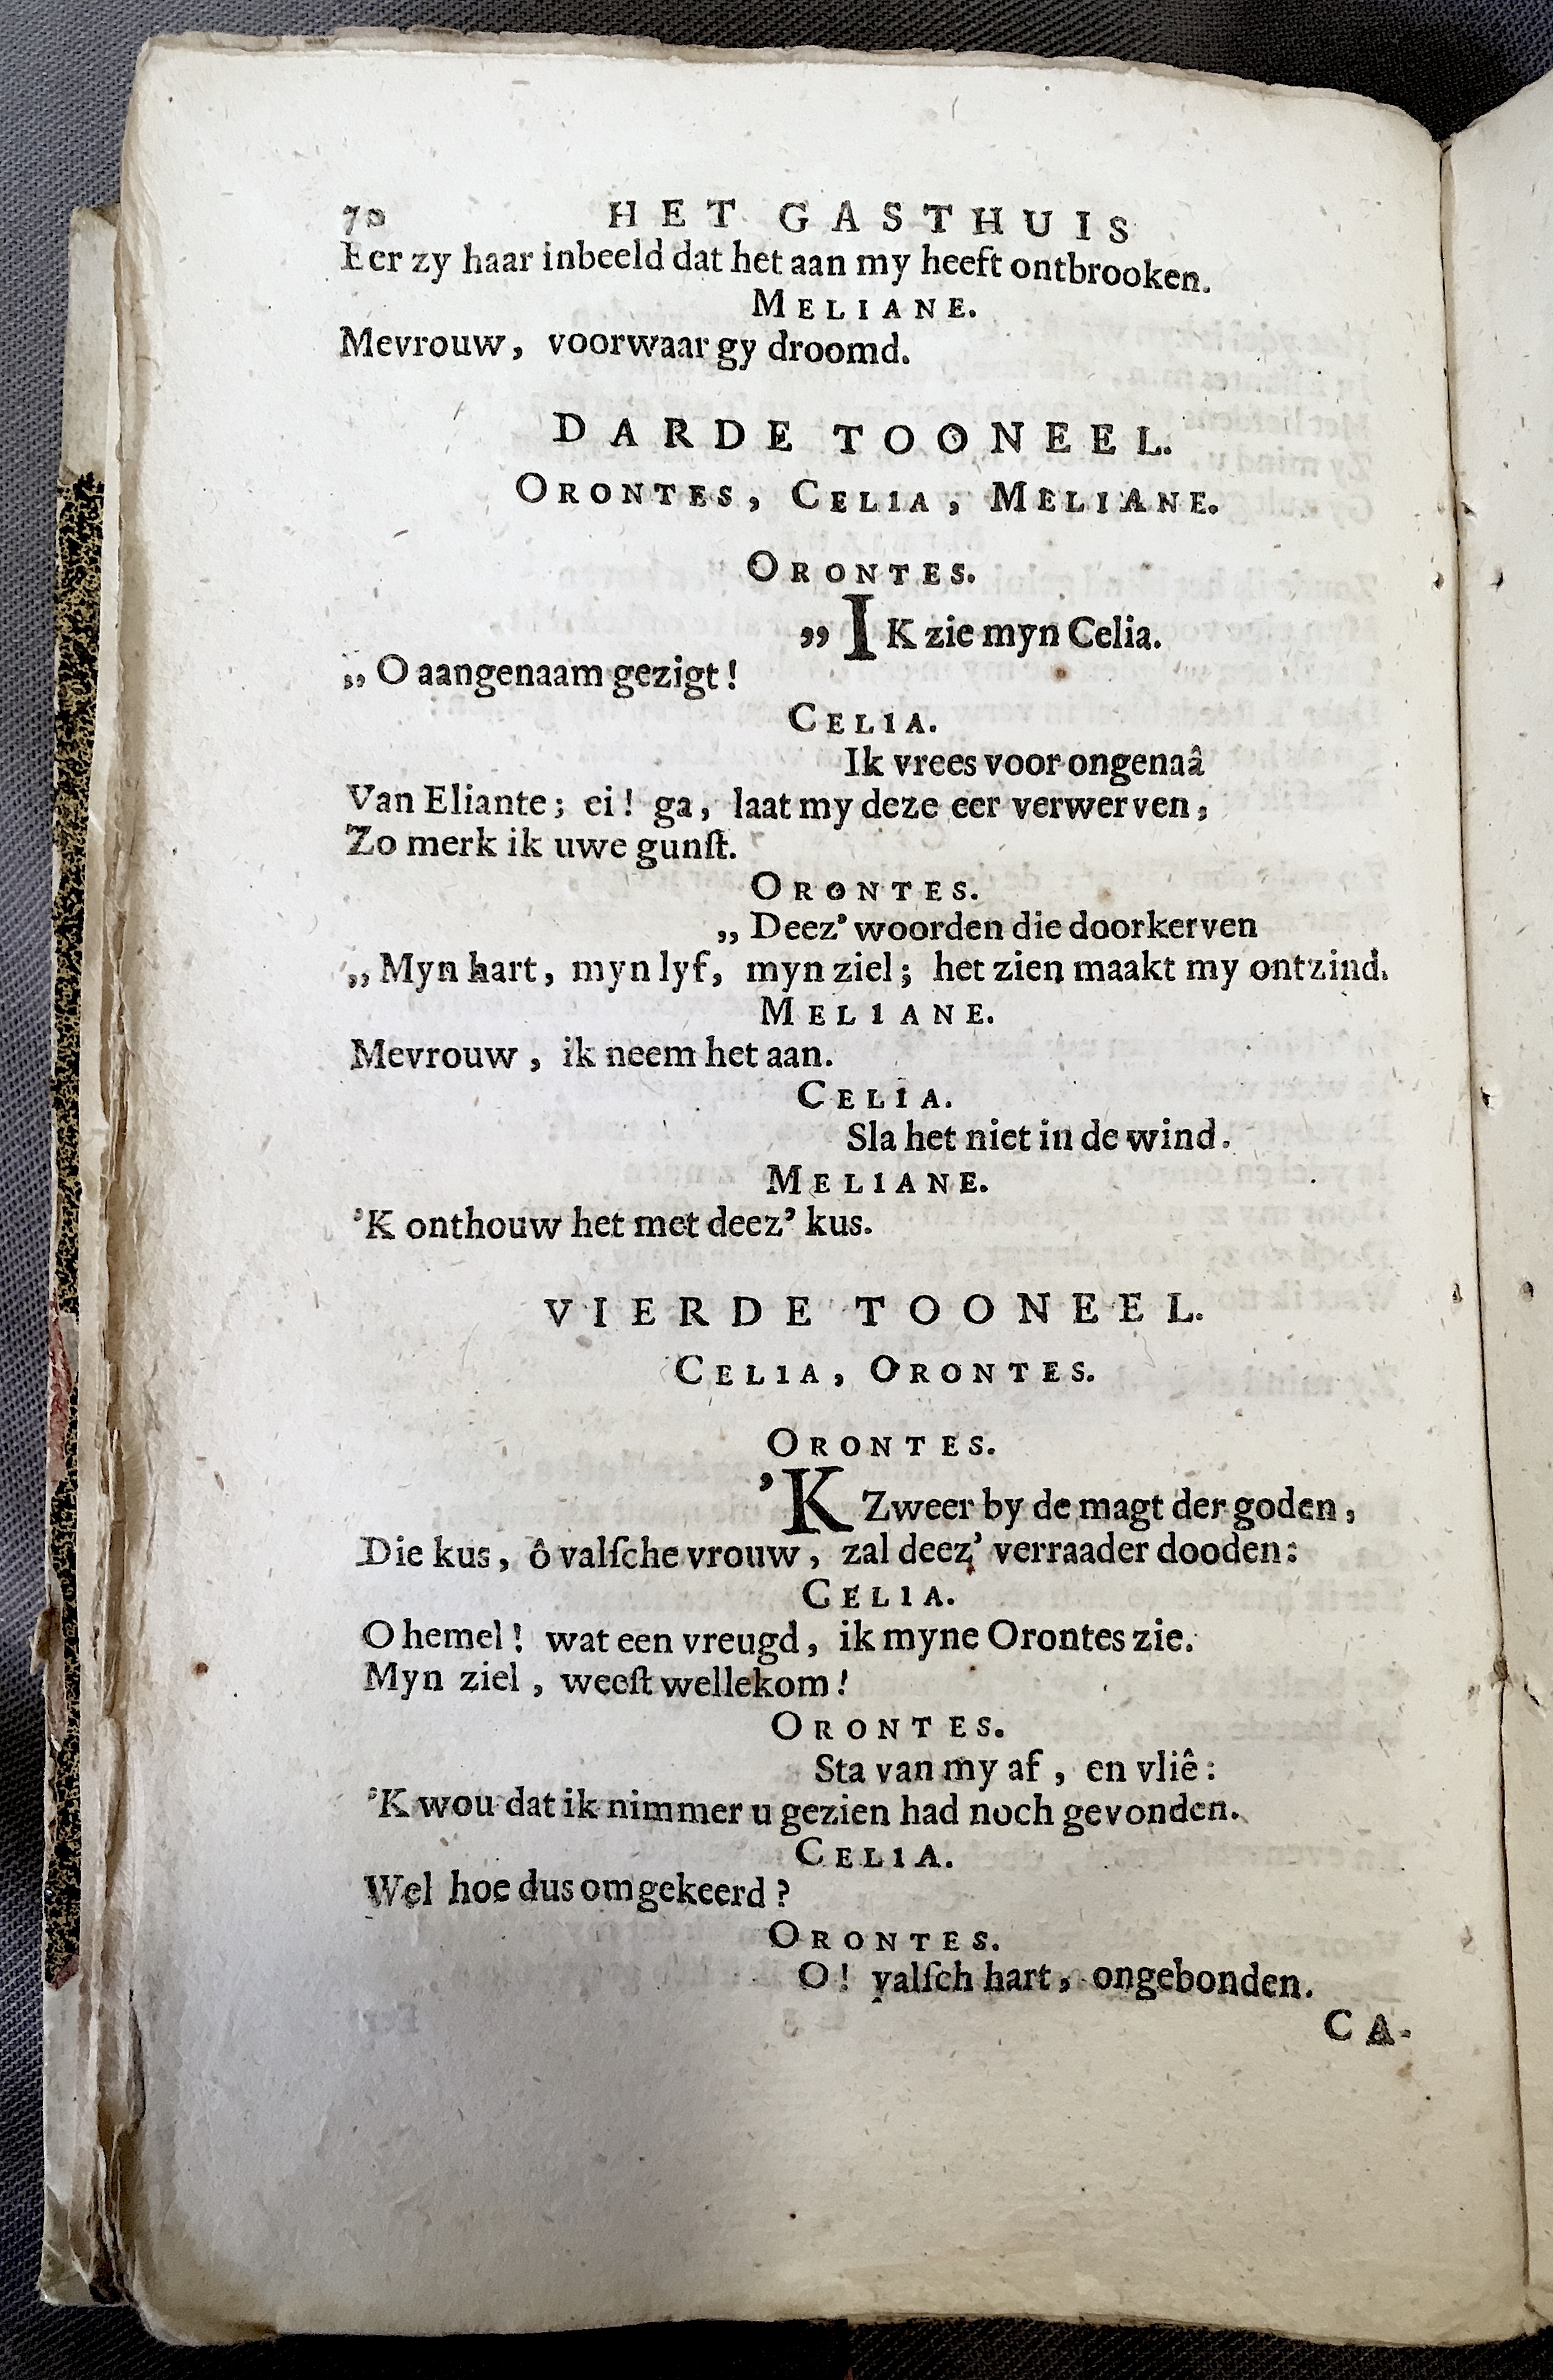 70 HET GASTHUIS
Eer zy haar inbeeld dat het aan my heeft ontbrooken.
MELIANE.
Mevrouw, voorwaar gy droomd.
DARDE TOONEEL.
ORONTES, CELIA, MELIANE.
ORONTES.
„ IK zie myn Celia.
„ O aangenaam gezigt!
CELIA.
Ik vrees voor ongenaâ
Van Eliante; ei! ga, laat my deze eer verwerven;
Zo merk ik uwe gunſt.
ORONTES.
„ Deez’ woorden die doorkerven
„ Myn hart, myn lyf, myn ziel; het zien maakt my ontzind.
MELIANE.
Mevrouw, ik neem het aan.
CELIA.
Sla het niet in de wind.
MELIANE.
’K onthouw het met deez’ kus.
VIERDE TOONEEL.
CELIA, ORONTES.
ORONTES.
’K Zweer by de magt der goden,
Die kus, ô valſche vrouw, zal deez’ verraader dooden:
CELIA.
O hemel! wat een vreugd, ik myne Orontes zie.
Myn ziel, weeſt wellekom!
ORONTES.
Sta van my af, en vliê:
’K wou dat ik nimmer u gezien had noch gevonden.
CELIA.
Wel hoe dus omgekeerd?
ORONTES.
O! valſch hart, ongebonden.
CA-